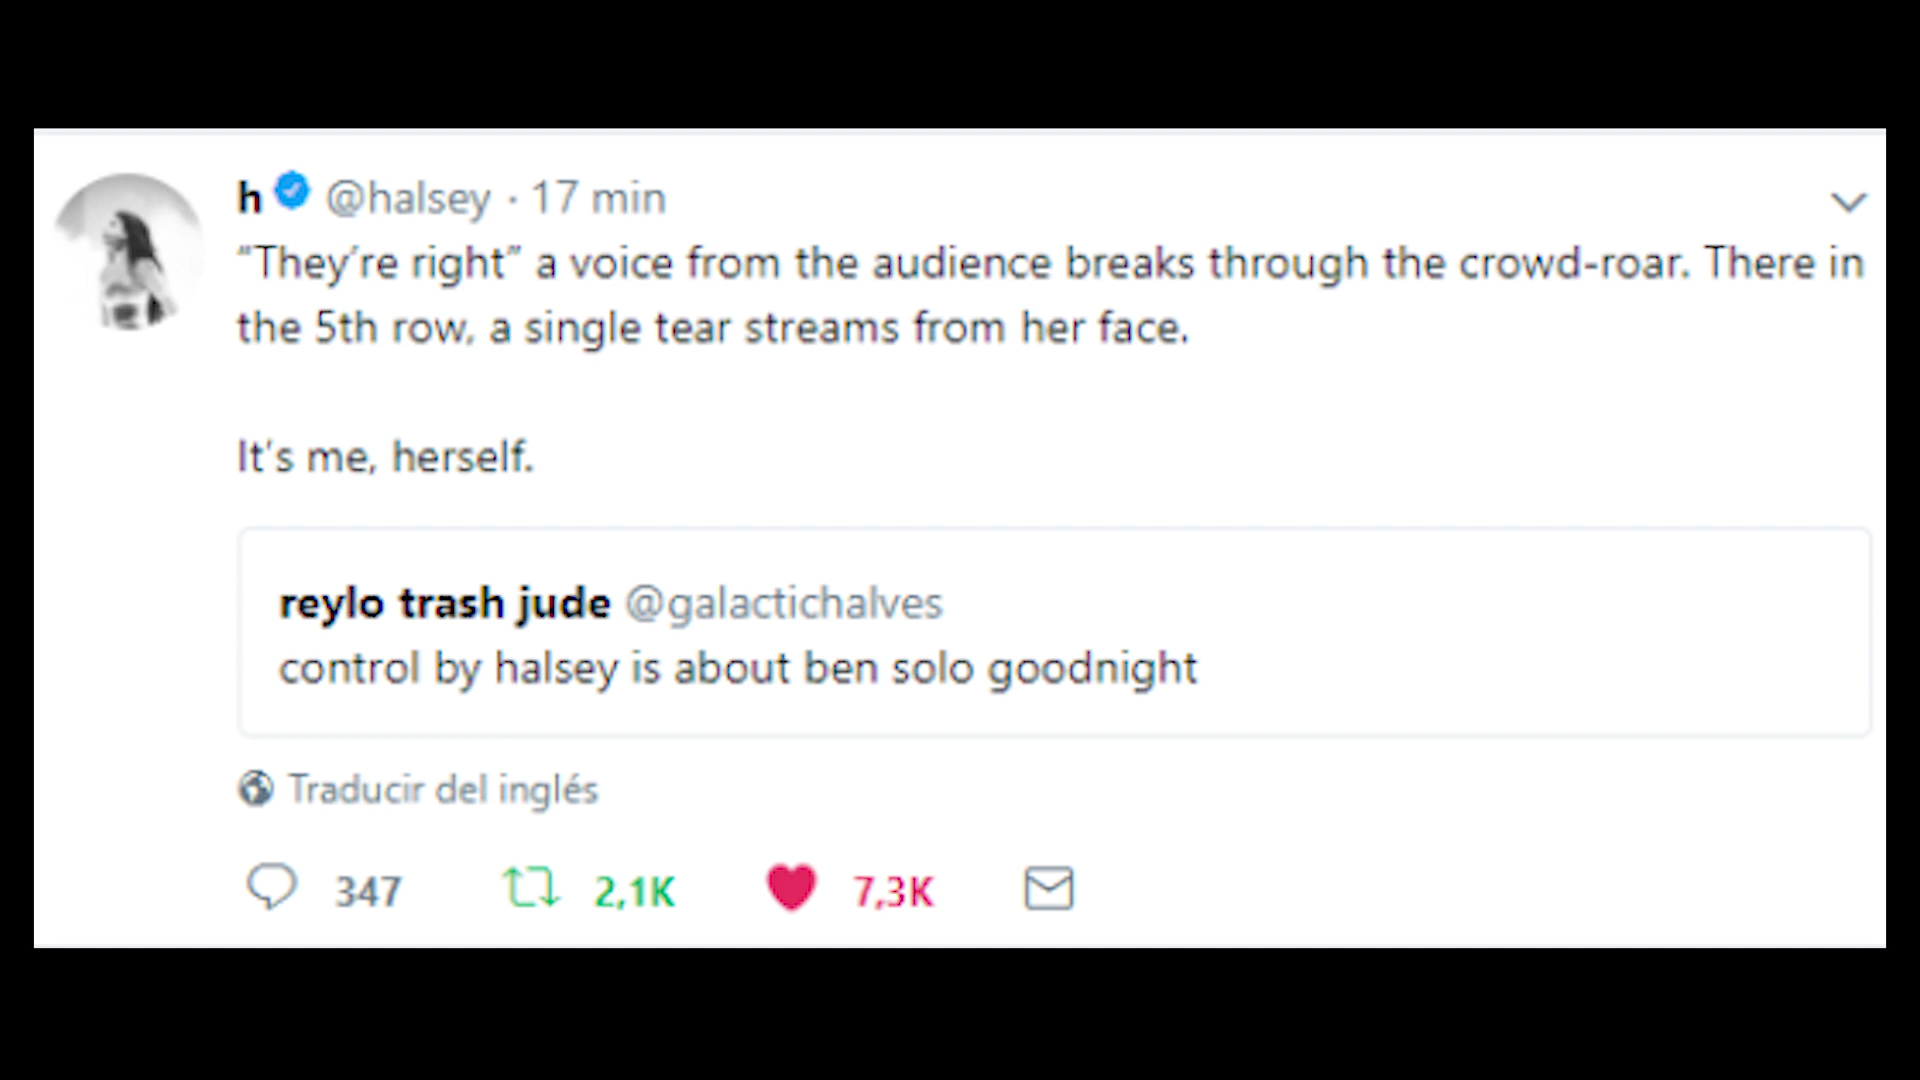 h @halsey · 17 min
“They’re right” a voice from the audience breaks through the crowd-roar. There in
the 5th row, a single tear streams from her face.
It’s me, herself.
reylo trash jude @galactichalves
control by halsey is about ben solo goodnight
Traducir del inglés
347 2,1K 7,3K